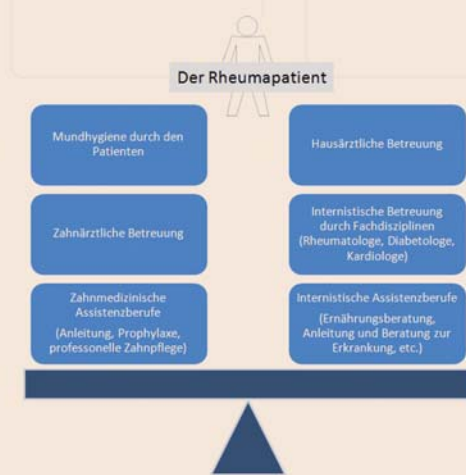 Der Rheumapatient
Mundhygiene durch den
Patienten
Zahnärztliche Betreuung
Zahnmedizinische
Assistenzberufe
(Anleitung, Prophylaxe,
professionelle Zahnpflege)
Hausärztliche Betreuung
Internistische Betreuung
durch Fachdisziplinen
(Rheumatologe, Diabetologe,
Kardiologe)
Internistische Assistenzberufe
(Ernährungsberatung,
Anleitung und Beratung zur
Erkrankung, etc.)